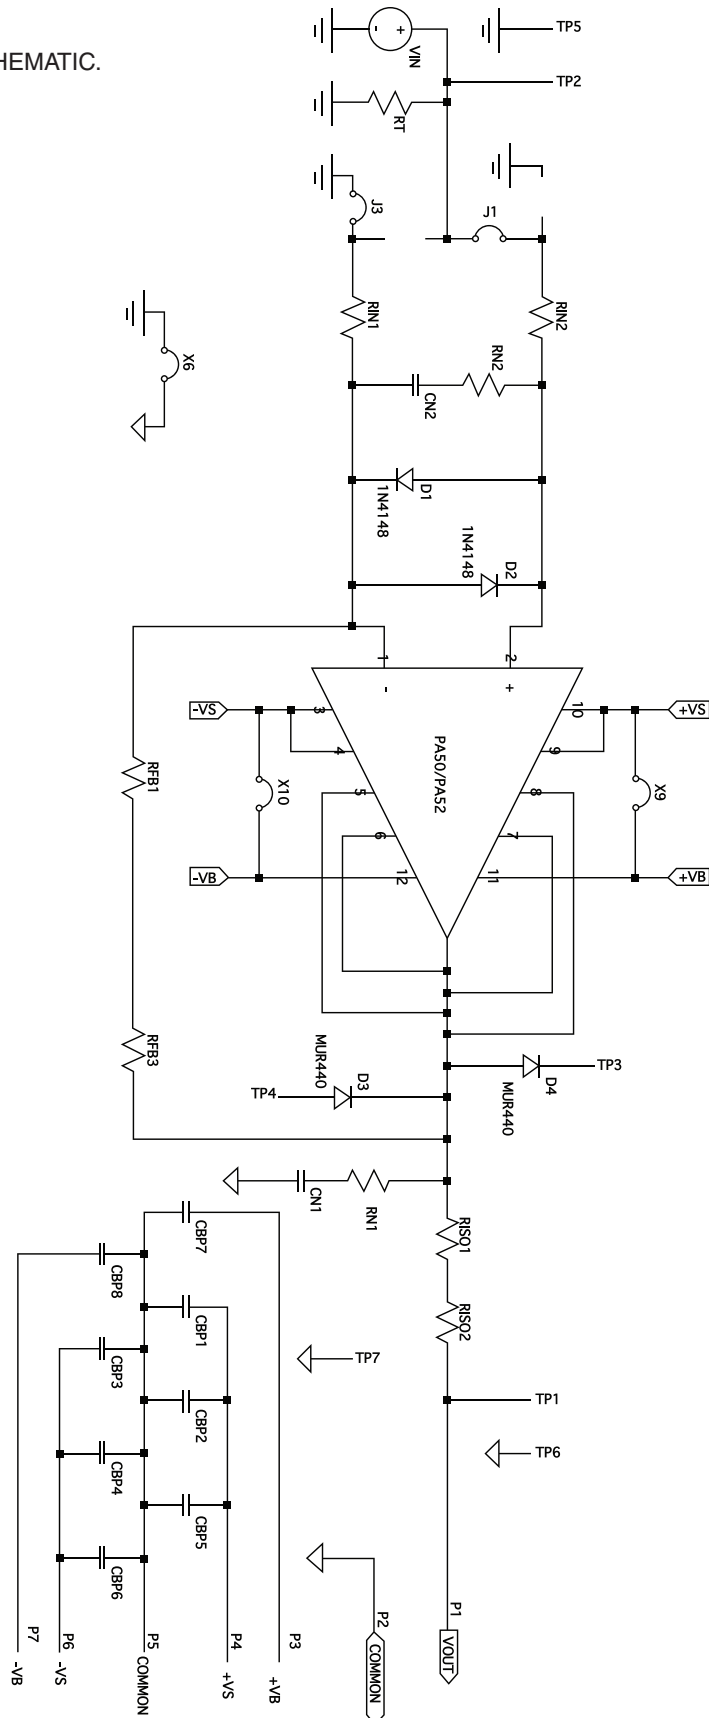 HEMATIC.
TP5
VIN
+
-
TP2
RT
J3
J1
RIN1
RIN2
X6
RN2
CN2
D1
1N4148
D2
1N4148
1
2
-
+
-VS
3
10
+VS
4
9
PA50/PA52
RFB1
X10
5
8
X9
6
7
-VB
12
11
+VB
RFB3
MUR440
D3
TP4
TP3
D4
MUR440
CN1
RN1
RISO1
CBP7
CBP8
CBP1
RISO2
CBP3
TP7
CBP2
TP1
CBP4
TP6
CBP5
CBP6
P7
-VB
P6
-VS
P5
COMMON
P4
+VS
P3
+VB
P2
COMMON
P1
VOUT